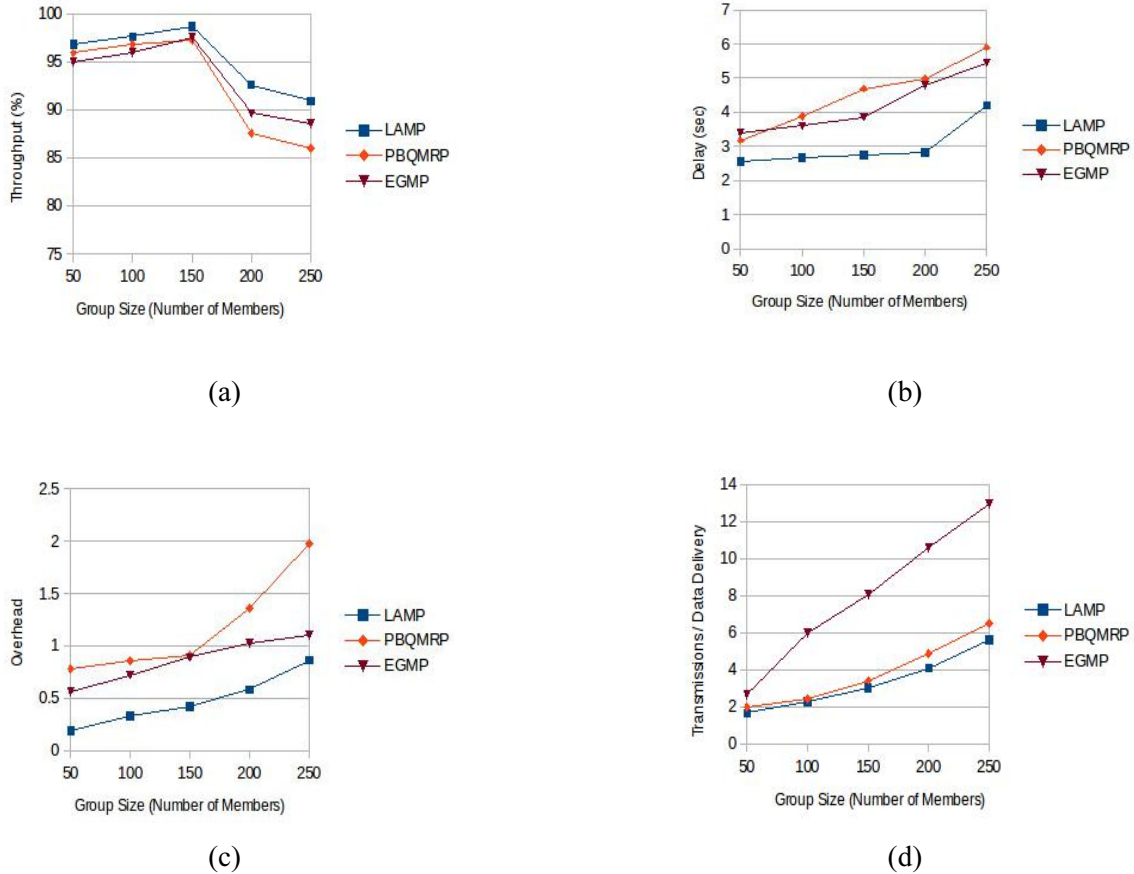 100
95
90
85
80
75
Throughput (%)
50 100 150 200 250
Group Size (Number of Members)
LAMP
PBQMRP
EGMP
(a)
7
6
5
4
3
2
1
0
Delay (sec)
50 100 150 200 250
Group Size (Number of Members)
LAMP
PBQMRP
EGMP
(b)
2.5
2
1.5
1
0.5
0
Overhead
50 100 150 200 250
Group Size (Number of Members)
LAMP
PBQMRP
EGMP
(c)
14
12
10
8
6
4
2
0
Transmissions / Data Delivery
50 100 150 200 250
Group Size (Number of Members)
LAMP
PBQMRP
EGMP
(d)